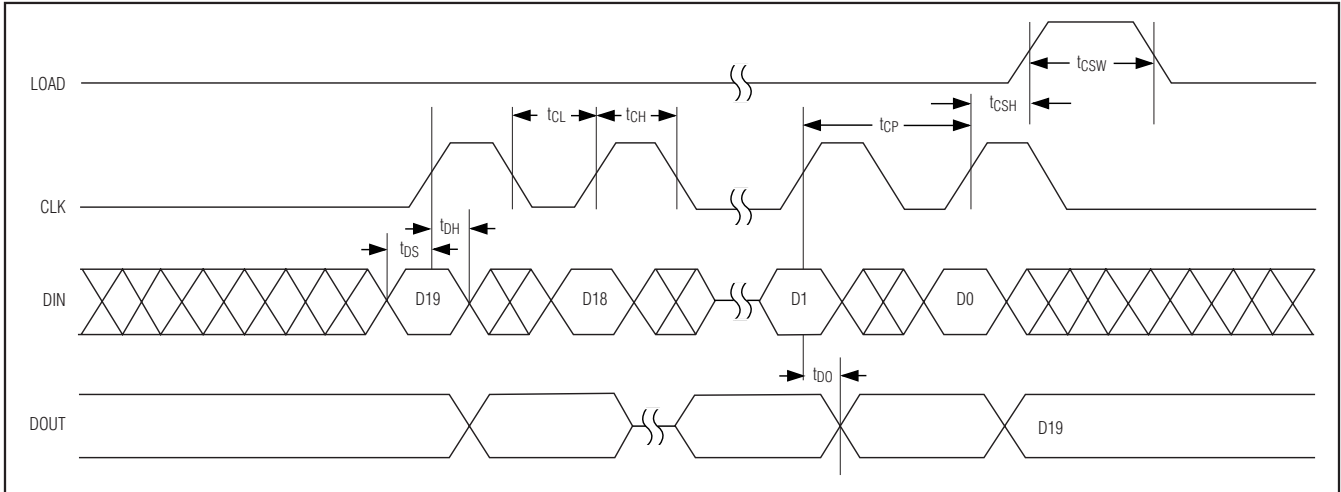 LOAD
tCSW
tCSH
tCL
tCH
tCP
CLK
tDH
tDS
DIN
D19
D18
D1
D0
tDO
DOUT
D19